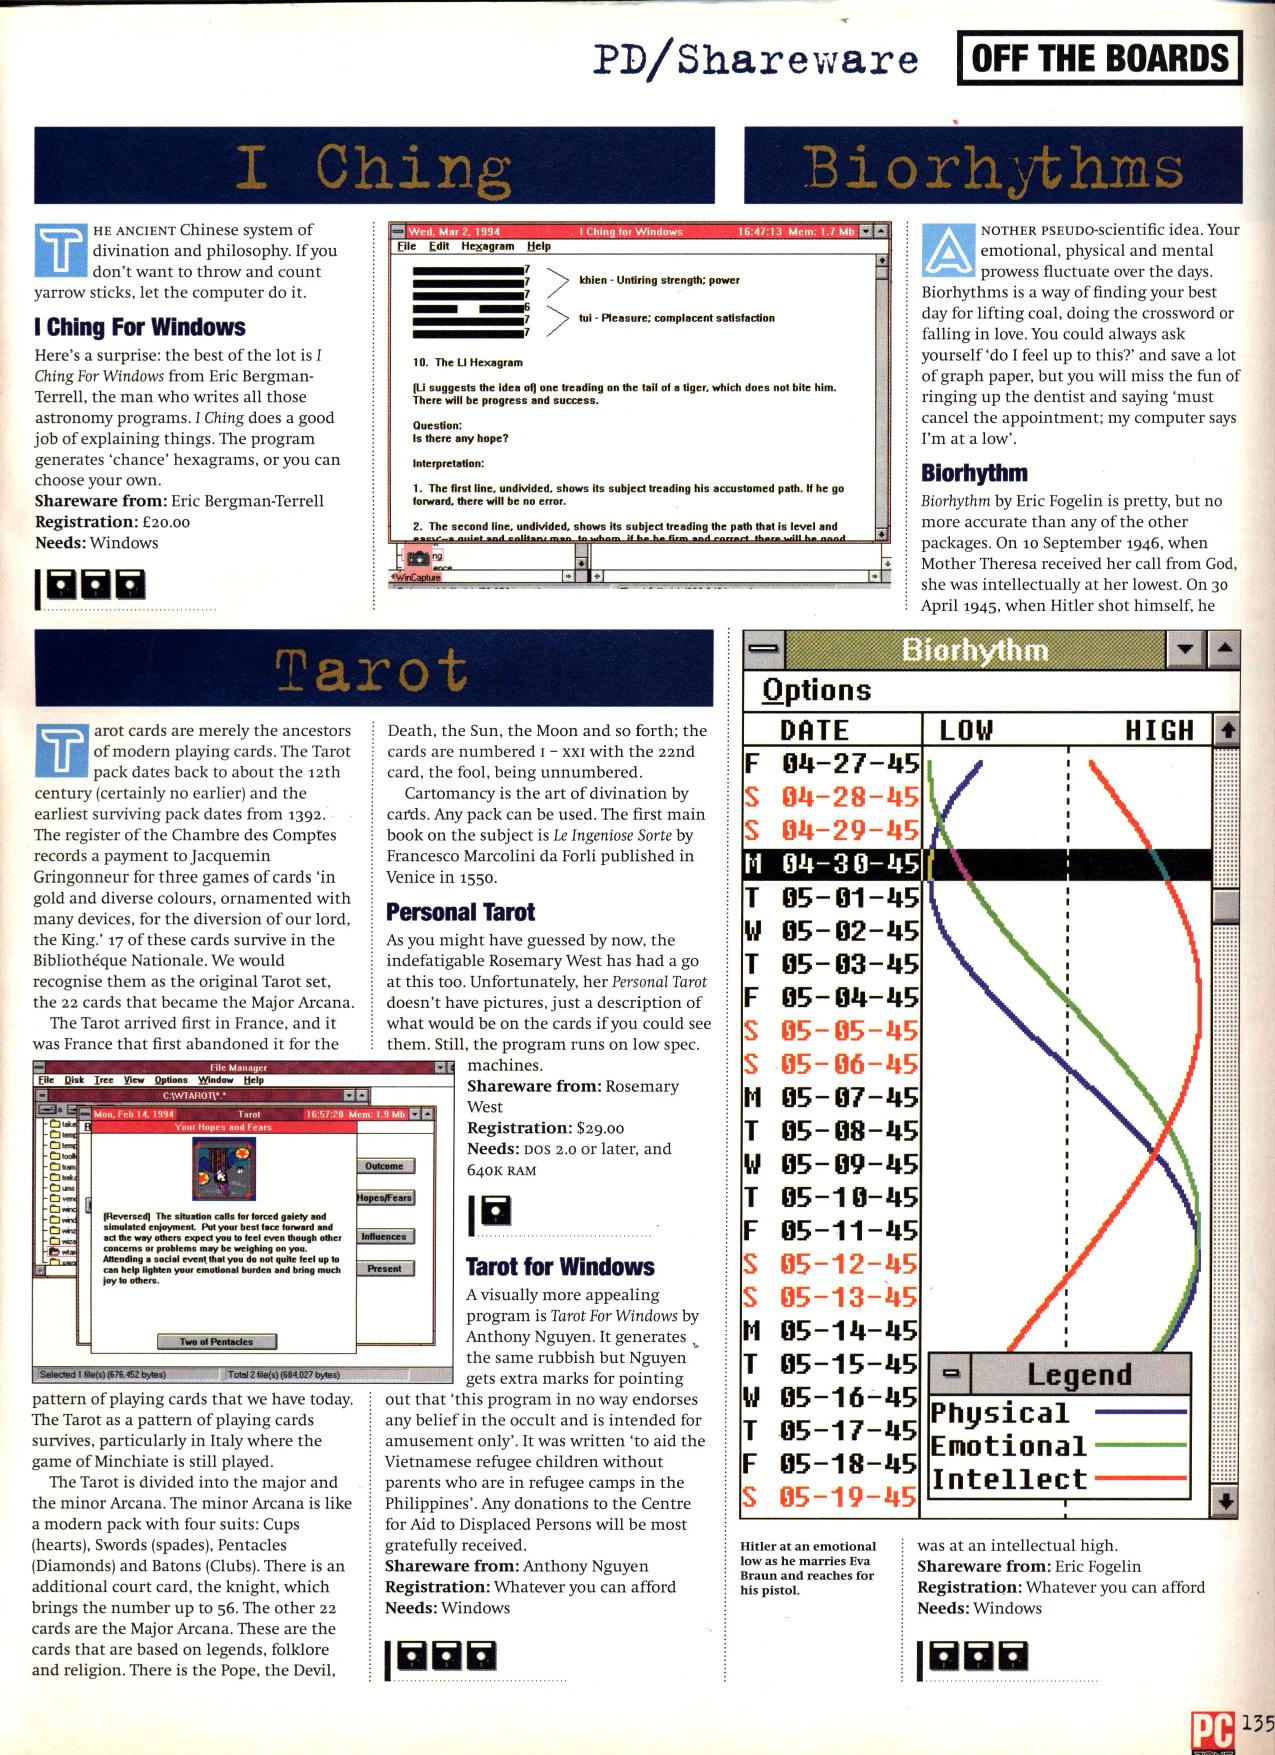 PD/Shareware
OFF THE BOARDS
I Ching
THE ANCIENT Chinese system of
divination and philosophy. If you
don't want to throw and count
yarrow sticks, let the computer do it.
I Ching For Windows
Here's a surprise: the best of the lot is I
Ching For Windows from Eric Bergman-
Terrell, the man who writes all those
astronomy programs. I Ching does a good
job of explaining things. The program
generates 'chance' hexagrams, or you can
choose your own.
Shareware from: Eric Bergman-Terrell
Registration: £20.00
Needs: Windows
Wed, Mar 2, 1994 I Ching for Windows 16:47:13 Mem: 1.7 Mb
File Edit Hexagram Help
7
7
7
6
7
7
khien - Untiring strength; power
tui - Pleasure; complacent satisfaction
10. The LI Hexagram
(Li suggests the idea of) one treading on the tail of a tiger, which does not bite him.
There will be progress and success.
Question:
Is there any hope?
Interpretation:
1. The first line, undivided, shows its subject treading his accustomed path. If he go
forward, there will be no error.
2. The second line, undivided, shows its subject treading the path that is level and
easy--a quiet and solitary man, to whom, if he be firm and correct, there will be good
ng
ence
WinCapture
Biorhythms
ANOTHER PSEUDO-scientific idea. Your
emotional, physical and mental
prowess fluctuate over the days.
Biorhythms is a way of finding your best
day for lifting coal, doing the crossword or
falling in love. You could always ask
yourself 'do I feel up to this?' and save a lot
of graph paper, but you will miss the fun of
ringing up the dentist and saying 'must
cancel the appointment; my computer says
I'm at a low'.
Biorhythm
Biorhythm by Eric Fogelin is pretty, but no
more accurate than any of the other
packages. On 10 September 1946, when
Mother Theresa received her call from God,
she was intellectually at her lowest. On 30
April 1945, when Hitler shot himself, he
Tarot
Tarot cards are merely the ancestors
of modern playing cards. The Tarot
pack dates back to about the 12th
century (certainly no earlier) and the
earliest surviving pack dates from 1392.
The register of the Chambre des Comptes
records a payment to Jacquemin
Gringonneur for three games of cards 'in
gold and diverse colours, ornamented with
many devices, for the diversion of our lord,
the King.' 17 of these cards survive in the
Bibliothéque Nationale. We would
recognise them as the original Tarot set,
the 22 cards that became the Major Arcana.
The Tarot arrived first in France, and it
was France that first abandoned it for the
File Manager
File Disk Tree View Options Window Help
C:\WTAROT\*.*
Mon, Feb 14, 1994 Tarot 16:57:28 Mem: 1.9 Mb
Your Hopes and Fears
(Reversed) The situation calls for forced gaiety and
simulated enjoyment. Put your best face forward and
act the way others expect you to feel even though other
concerns or problems may be weighing on you.
Attending a social event that you do not quite feel up to
can help lighten your emotional burden and bring much
joy to others.
Two of Pentacles
Outcome
Hopes/Fears
Influences
Present
Selected 1 file(s) (676,452 bytes) Total 2 file(s) (684,027 bytes)
pattern of playing cards that we have today.
The Tarot as a pattern of playing cards
survives, particularly in Italy where the
game of Minchiate is still played.
The Tarot is divided into the major and
the minor Arcana. The minor Arcana is like
a modern pack with four suits: Cups
(hearts), Swords (spades), Pentacles
(Diamonds) and Batons (Clubs). There is an
additional court card, the knight, which
brings the number up to 56. The other 22
cards are the Major Arcana. These are the
cards that are based on legends, folklore
and religion. There is the Pope, the Devil,
Death, the Sun, the Moon and so forth; the
cards are numbered I – XXI with the 22nd
card, the fool, being unnumbered.
Cartomancy is the art of divination by
cards. Any pack can be used. The first main
book on the subject is Le Ingeniose Sorte by
Francesco Marcolini da Forli published in
Venice in 1550.
Personal Tarot
As you might have guessed by now, the
indefatigable Rosemary West has had a go
at this too. Unfortunately, her Personal Tarot
doesn't have pictures, just a description of
what would be on the cards if you could see
them. Still, the program runs on low spec.
machines.
Shareware from: Rosemary
West
Registration: $29.00
Needs: DOS 2.0 or later, and
640K RAM
Tarot for Windows
A visually more appealing
program is Tarot For Windows by
Anthony Nguyen. It generates
the same rubbish but Nguyen
gets extra marks for pointing
out that 'this program in no way endorses
any belief in the occult and is intended for
amusement only'. It was written 'to aid the
Vietnamese refugee children without
parents who are in refugee camps in the
Philippines'. Any donations to the Centre
for Aid to Displaced Persons will be most
gratefully received.
Shareware from: Anthony Nguyen
Registration: Whatever you can afford
Needs: Windows
Biorhythm
Options
DATE LOW HIGH
F 04-27-45
S 04-28-45
S 04-29-45
M 04-30-45
T 05-01-45
W 05-02-45
T 05-03-45
F 05-04-45
S 05-05-45
S 05-06-45
M 05-07-45
T 05-08-45
W 05-09-45
T 05-10-45
F 05-11-45
S 05-12-45
S 05-13-45
M 05-14-45
T 05-15-45
W 05-16-45
T 05-17-45
F 05-18-45
S 05-19-45
Legend
Physical
Emotional
Intellect
Hitler at an emotional
low as he marries Eva
Braun and reaches for
his pistol.
was at an intellectual high.
Shareware from: Eric Fogelin
Registration: Whatever you can afford
Needs: Windows
PC
135